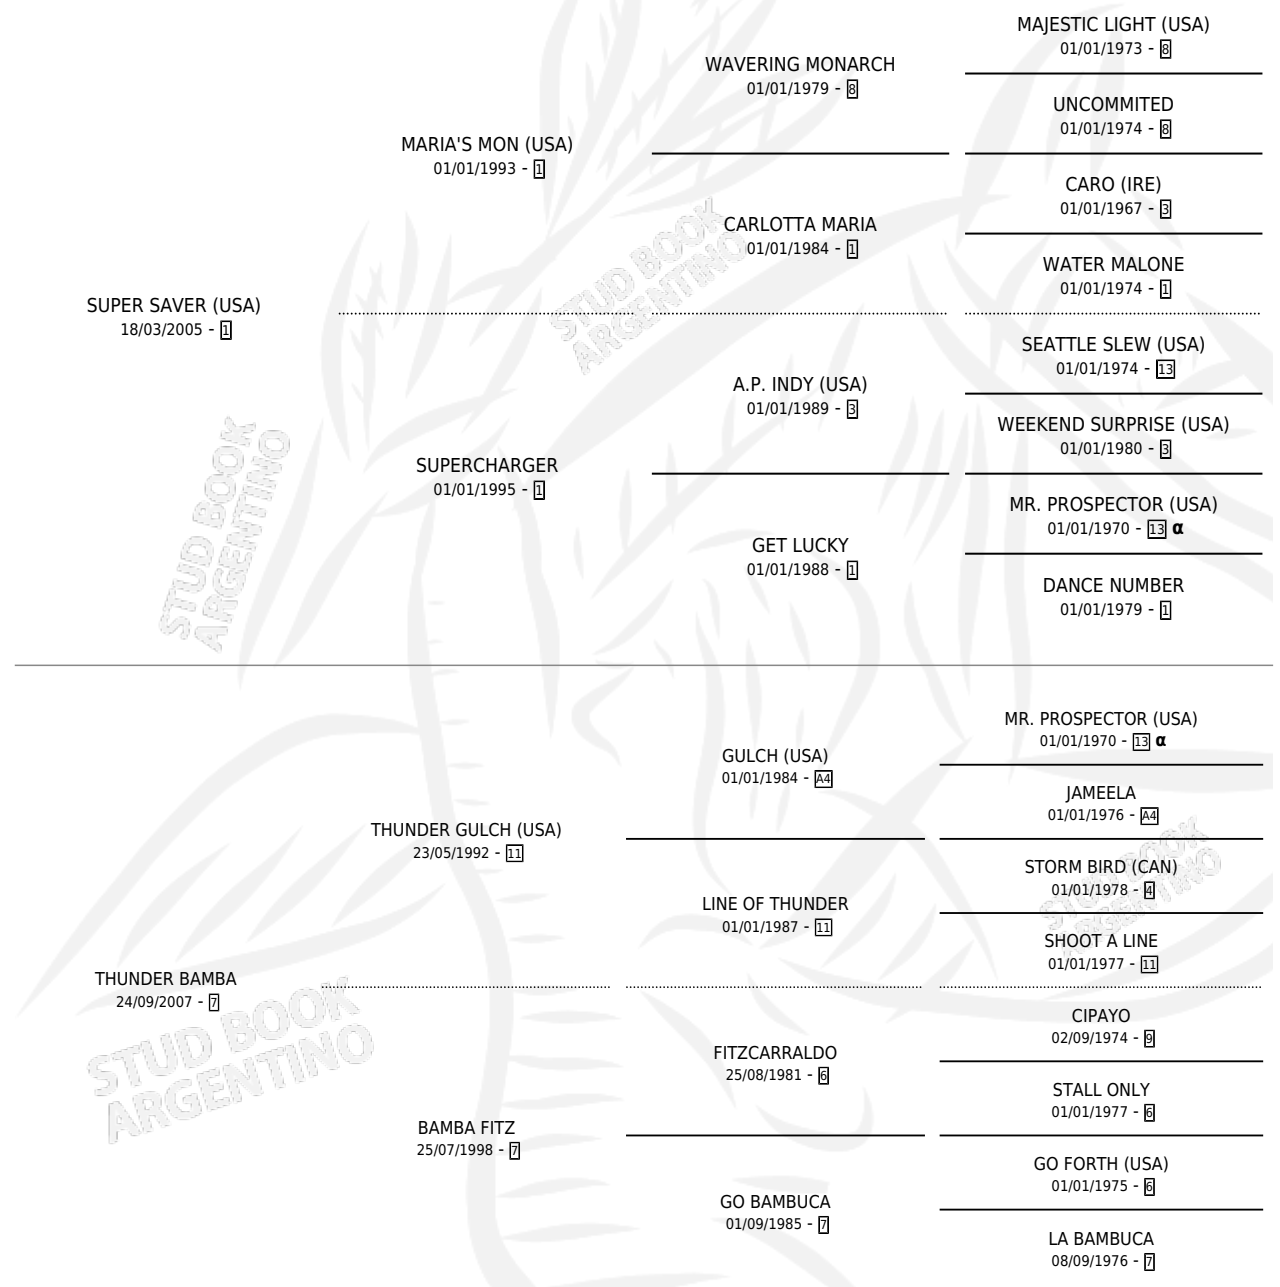 MAJESTIC LIGHT (USA)
01/01/1973 - 8
WAVERING MONARCH
01/01/1979 - 8
UNCOMMITED
01/01/1974 - 8
MARIA'S MON (USA)
01/01/1993 - 1
CARO (IRE)
01/01/1967 - 3
CARLOTTA MARIA
01/01/1984 - 1
WATER MALONE
01/01/1974 - 1
SUPER SAVER (USA)
18/03/2005 - 1
STUD BOOK
ARGENTINO
SEATTLE SLEW (USA)
01/01/1974 - 13
A.P. INDY (USA)
01/01/1989 - 3
WEEKEND SURPRISE (USA)
01/01/1980 - 3
SUPERCHARGER
01/01/1995 - 1
MR. PROSPECTOR (USA)
01/01/1970 - 13 α
GET LUCKY
01/01/1988 - 1
DANCE NUMBER
01/01/1979 - 1
STUD BOOK
ARGENTINO
MR. PROSPECTOR (USA)
01/01/1970 - 13 α
GULCH (USA)
01/01/1984 - A4
JAMEELA
01/01/1976 - A4
THUNDER GULCH (USA)
23/05/1992 - 11
STORM BIRD (CAN)
01/01/1978 - 4
LINE OF THUNDER
01/01/1987 - 11
SHOOT A LINE
01/01/1977 - 11
STUD BOOK
ARGENTINO
THUNDER BAMBA
24/09/2007 - 7
CIPAYO
02/09/1974 - 9
FITZCARRALDO
25/08/1981 - 6
STALL ONLY
01/01/1977 - 6
BAMBA FITZ
25/07/1998 - 7
GO FORTH (USA)
01/01/1975 - 6
GO BAMBUCA
01/09/1985 - 7
LA BAMBUCA
08/09/1976 - 7
STUD BOOK
ARGENTINO